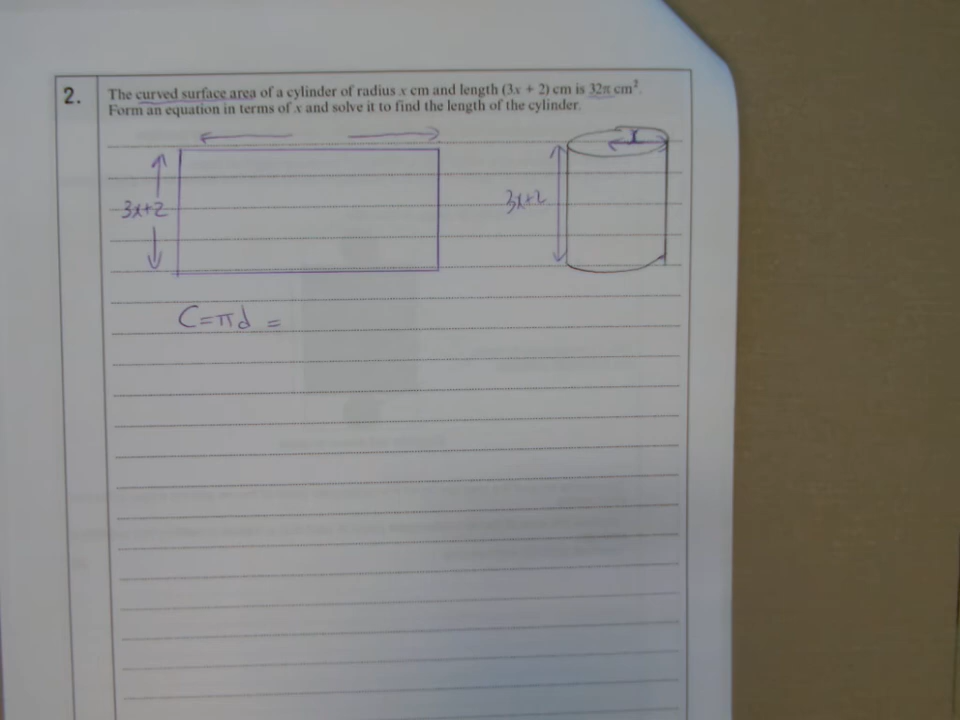 2. The curved surface area of a cylinder of radius x cm and length (3x + 2) cm is 32π cm².
Form an equation in terms of x and solve it to find the length of the cylinder.
x
3x+2
3x+2
C=πd =